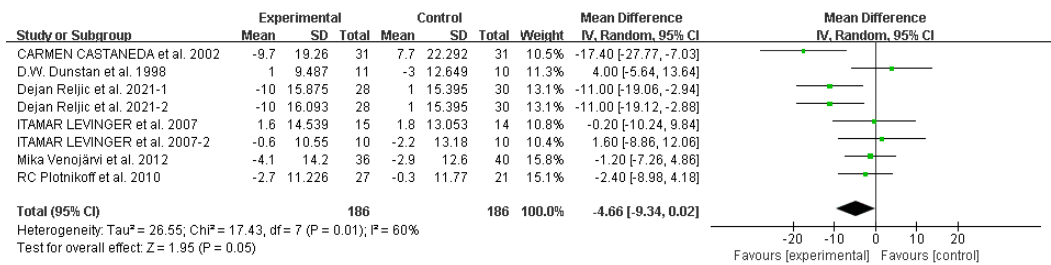 Experimental Control Mean Difference Mean Difference
Study or Subgroup Mean SD Total Mean SD Total Weight IV, Random, 95% CI IV, Random, 95% CI
CARMEN CASTANEDA et al. 2002 -9.7 19.26 31 7.7 22.292 31 10.5% -17.40 [-27.77, -7.03]
D.W. Dunstan et al. 1998 1 9.487 11 -3 12.649 10 11.3% 4.00 [-5.64, 13.64]
Dejan Reljic et al. 2021-1 -10 15.875 28 1 15.395 30 13.1% -11.00 [-19.06, -2.94]
Dejan Reljic et al. 2021-2 -10 16.093 28 1 15.395 30 13.1% -11.00 [-19.12, -2.88]
ITAMAR LEVINGER et al. 2007 1.6 14.539 15 1.8 13.053 14 10.8% -0.20 [-10.24, 9.84]
ITAMAR LEVINGER et al. 2007-2 -0.6 10.55 10 -2.2 13.18 10 10.4% 1.60 [-8.86, 12.06]
Mika Venojärvi et al. 2012 -4.1 14.2 36 -2.9 12.6 40 15.6% -1.20 [-7.26, 4.86]
RC Plotnikoff et al. 2010 -2.7 11.226 27 -0.3 11.77 21 15.1% -2.40 [-8.98, 4.18]
Total (95% CI) 186 186 100.0% -4.66 [-9.34, 0.02]
Heterogeneity: Tau² = 26.55; Chi² = 17.43, df = 7 (P = 0.01); I² = 60%
Test for overall effect: Z = 1.95 (P = 0.05)
-20 -10 0 10 20
Favours [experimental] Favours [control]